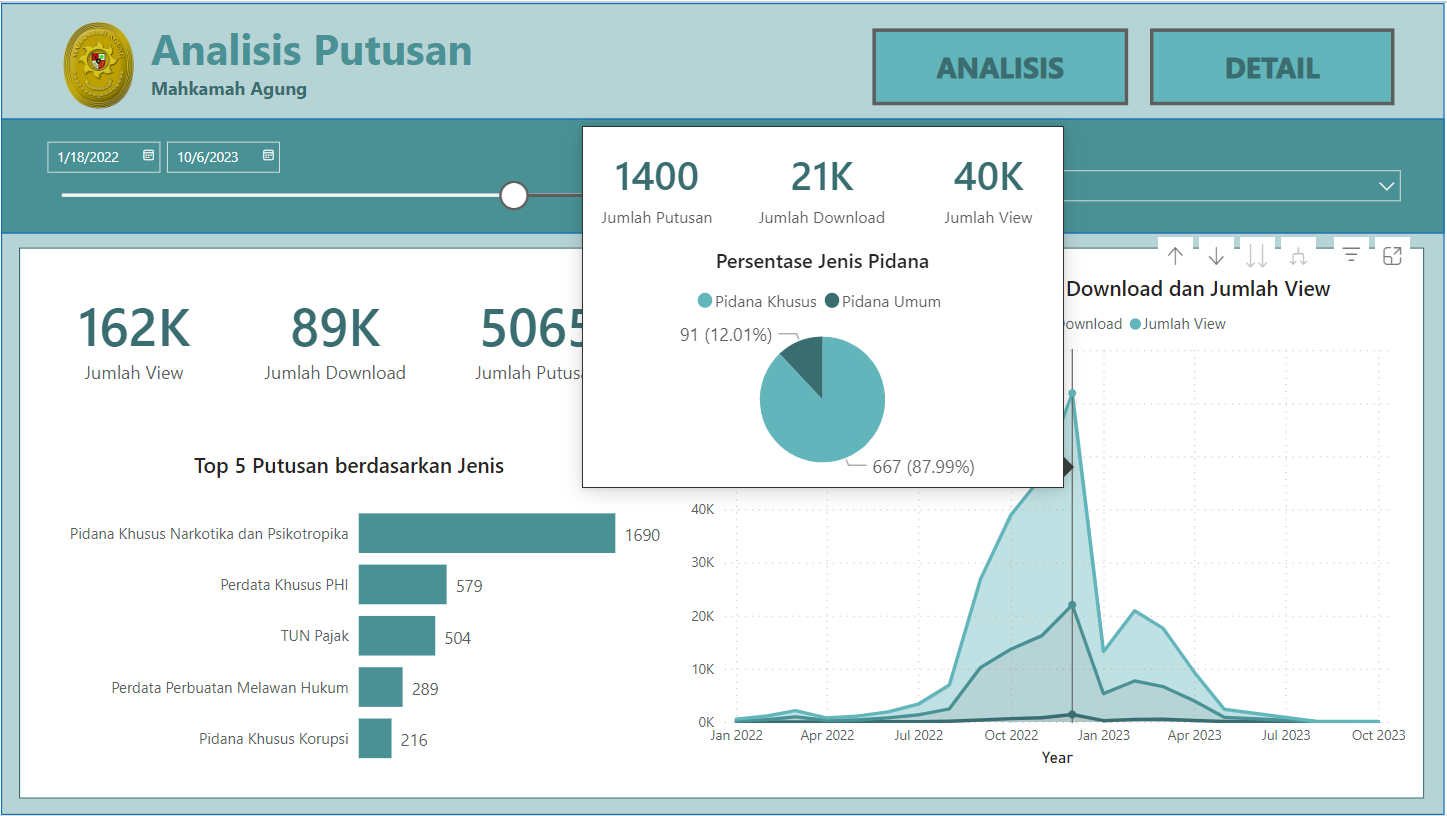 Analisis Putusan
Mahkamah Agung
ANALISIS
DETAIL
1/18/2022
10/6/2023
1400
21K
40K
Jumlah Putusan
Jumlah Download
Jumlah View
Persentase Jenis Pidana
Pidana Khusus
Pidana Umum
91 (12.01%)
667 (87.99%)
162K
89K
5065
Jumlah View
Jumlah Download
Jumlah Putus
Top 5 Putusan berdasarkan Jenis
Pidana Khusus Narkotika dan Psikotropika
1690
Perdata Khusus PHI
579
TUN Pajak
504
Perdata Perbuatan Melawan Hukum
289
Pidana Khusus Korupsi
216
Download dan Jumlah View
ownload
Jumlah View
40K
30K
20K
10K
0K
Jan 2022
Apr 2022
Jul 2022
Oct 2022
Jan 2023
Apr 2023
Jul 2023
Oct 2023
Year